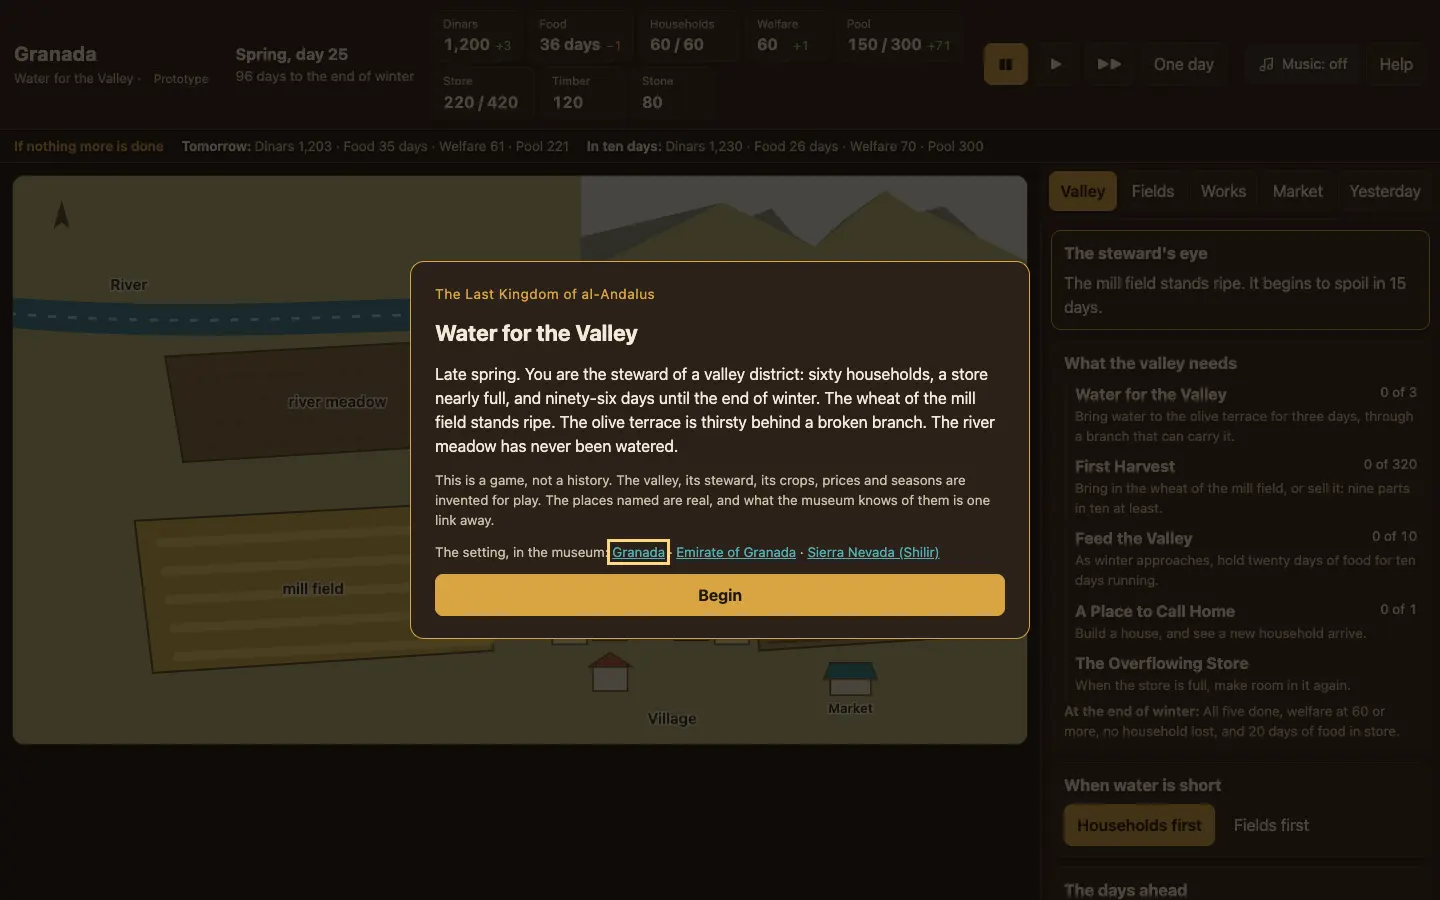 Granada
Water for the Valley · Prototype
Spring, day 25
96 days to the end of winter
Dinars
1,200 +3
Food
36 days −1
Households
60 / 60
Welfare
60 +1
Pool
150 / 300 +71
Store
220 / 420
Timber
120
Stone
80
One day
Music: off
Help
If nothing more is done Tomorrow: Dinars 1,203 · Food 35 days · Welfare 61 · Pool 221 In ten days: Dinars 1,230 · Food 26 days · Welfare 70 · Pool 300
River
river meadow
mill field
Village
Market
The Last Kingdom of al-Andalus
Water for the Valley
Late spring. You are the steward of a valley district: sixty households, a store
nearly full, and ninety-six days until the end of winter. The wheat of the mill
field stands ripe. The olive terrace is thirsty behind a broken branch. The river
meadow has never been watered.
This is a game, not a history. The valley, its steward, its crops, prices and seasons are
invented for play. The places named are real, and what the museum knows of them is one
link away.
The setting, in the museum: Granada · Emirate of Granada · Sierra Nevada (Shilir)
Begin
Valley Fields Works Market Yesterday
The steward's eye
The mill field stands ripe. It begins to spoil in 15
days.
What the valley needs
Water for the Valley 0 of 3
Bring water to the olive terrace for three days, through
a branch that can carry it.
First Harvest 0 of 320
Bring in the wheat of the mill field, or sell it: nine parts
in ten at least.
Feed the Valley 0 of 10
As winter approaches, hold twenty days of food for ten
days running.
A Place to Call Home 0 of 1
Build a house, and see a new household arrive.
The Overflowing Store
When the store is full, make room in it again.
At the end of winter: All five done, welfare at 60 or
more, no household lost, and 20 days of food in store.
When water is short
Households first Fields first
The days ahead